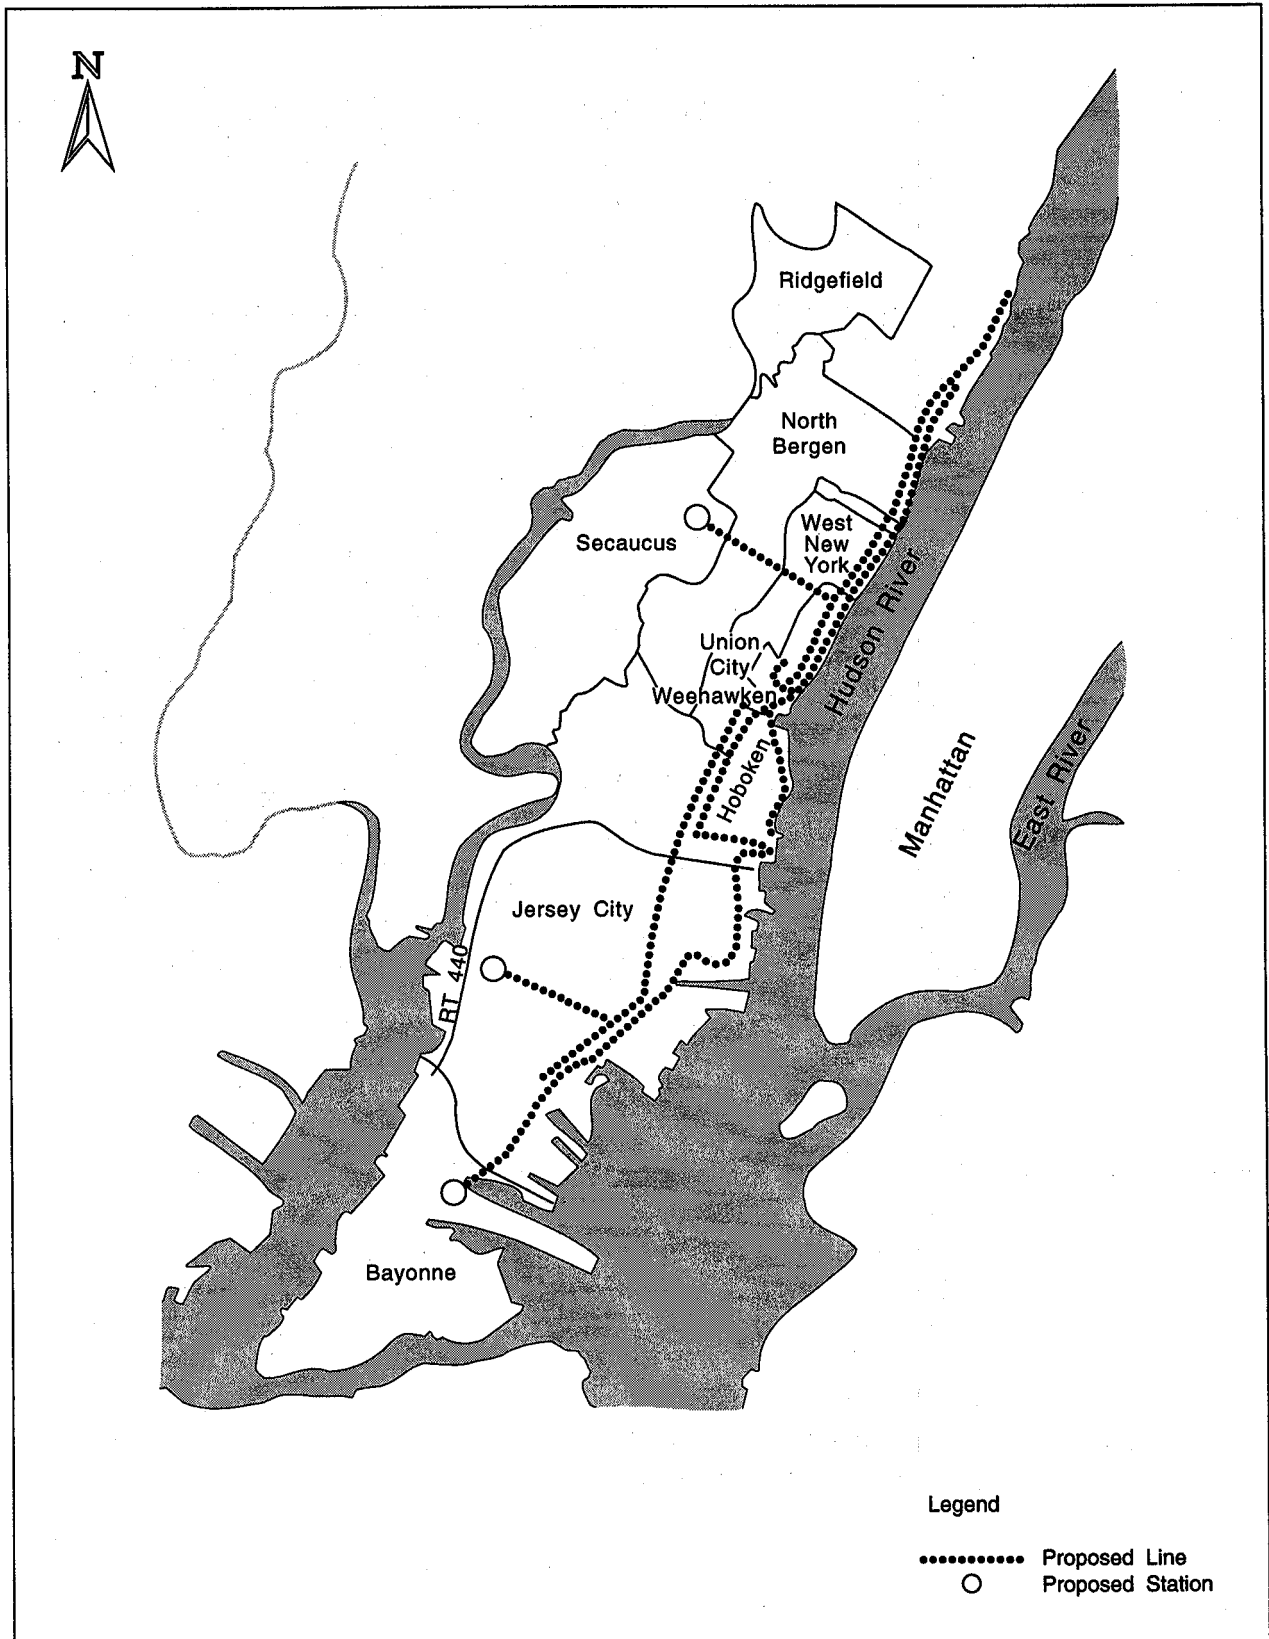 N
Ridgefield
North
Bergen
West
New
York
Secaucus
Union
City
Weehawken
Hudson River
Hoboken
Manhattan
East River
Jersey City
RT 440
Bayonne
Legend
Proposed Line
Proposed Station